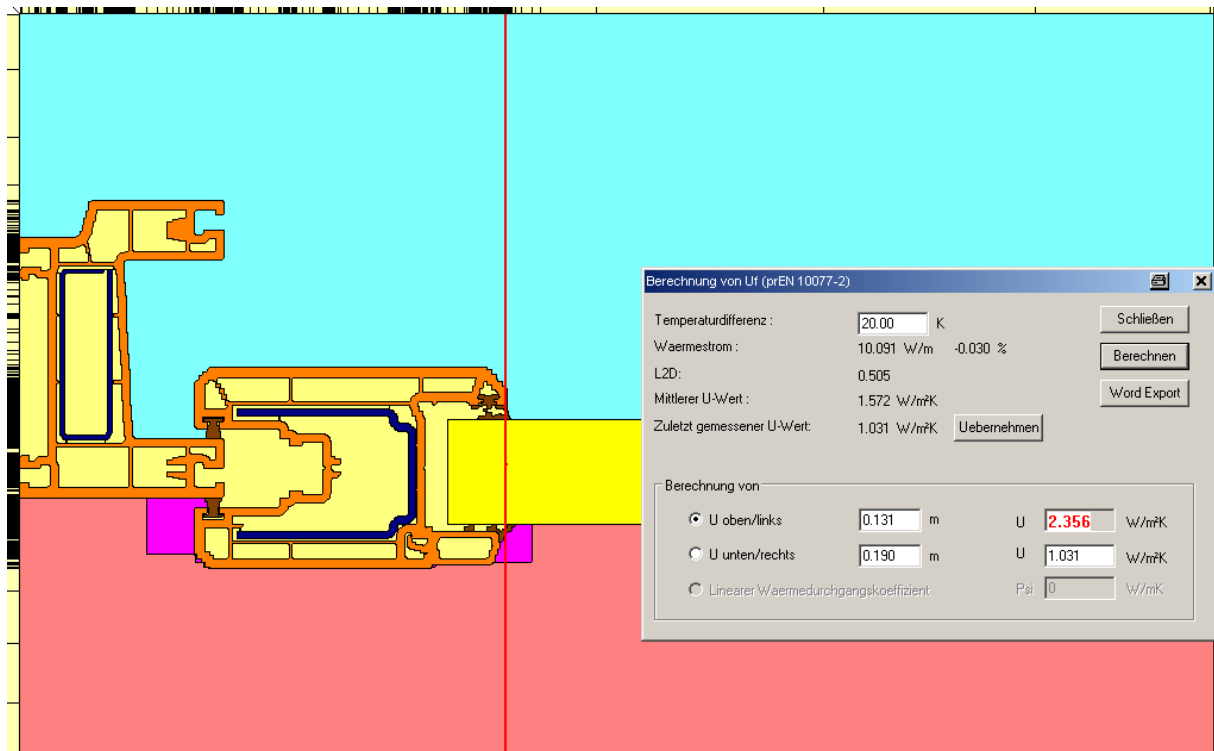 Berechnung von Uf (prEN 10077-2)
Temperaturdifferenz : 20.00 K Schließen
Waermestrom : 10.091 W/m -0.030 % Berechnen
L2D: 0.505
Mittlerer U-Wert : 1.572 W/m²K Word Export
Zuletzt gemessener U-Wert: 1.031 W/m²K Uebernehmen
Berechnung von
U oben/links 0.131 m U 2.356 W/m²K
U unten/rechts 0.190 m U 1.031 W/m²K
Linearer Waermedurchgangskoeffizient Psi 0 W/mK